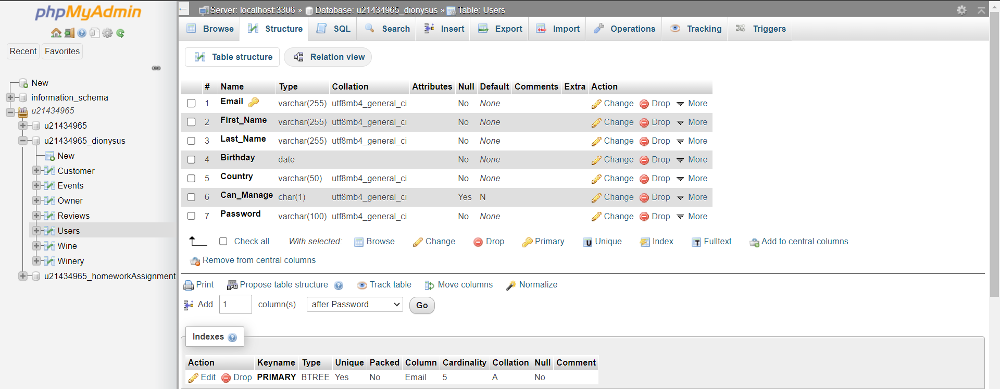 phpMyAdmin
Recent Favorites
New
information_schema
u21434965
u21434965
u21434965_dionysus
New
Customer
Events
Owner
Reviews
Users
Wine
Winery
u21434965_homeworkAssignment
Server: localhost:3306 » Database: u21434965_dionysus » Table: Users
Browse Structure SQL Search Insert Export Import Operations Tracking Triggers
Table structure Relation view
# Name Type Collation Attributes Null Default Comments Extra Action
1 Email varchar(255) utf8mb4_general_ci No None Change Drop More
2 First_Name varchar(255) utf8mb4_general_ci No None Change Drop More
3 Last_Name varchar(255) utf8mb4_general_ci No None Change Drop More
4 Birthday date No None Change Drop More
5 Country varchar(50) utf8mb4_general_ci No None Change Drop More
6 Can_Manage char(1) utf8mb4_general_ci Yes N Change Drop More
7 Password varchar(100) utf8mb4_general_ci No None Change Drop More
Check all With selected: Browse Change Drop Primary Unique Index Fulltext Add to central columns
Remove from central columns
Print Propose table structure Track table Move columns Normalize
Add 1 column(s) after Password Go
Indexes
Action Keyname Type Unique Packed Column Cardinality Collation Null Comment
Edit Drop PRIMARY BTREE Yes No Email 5 A No